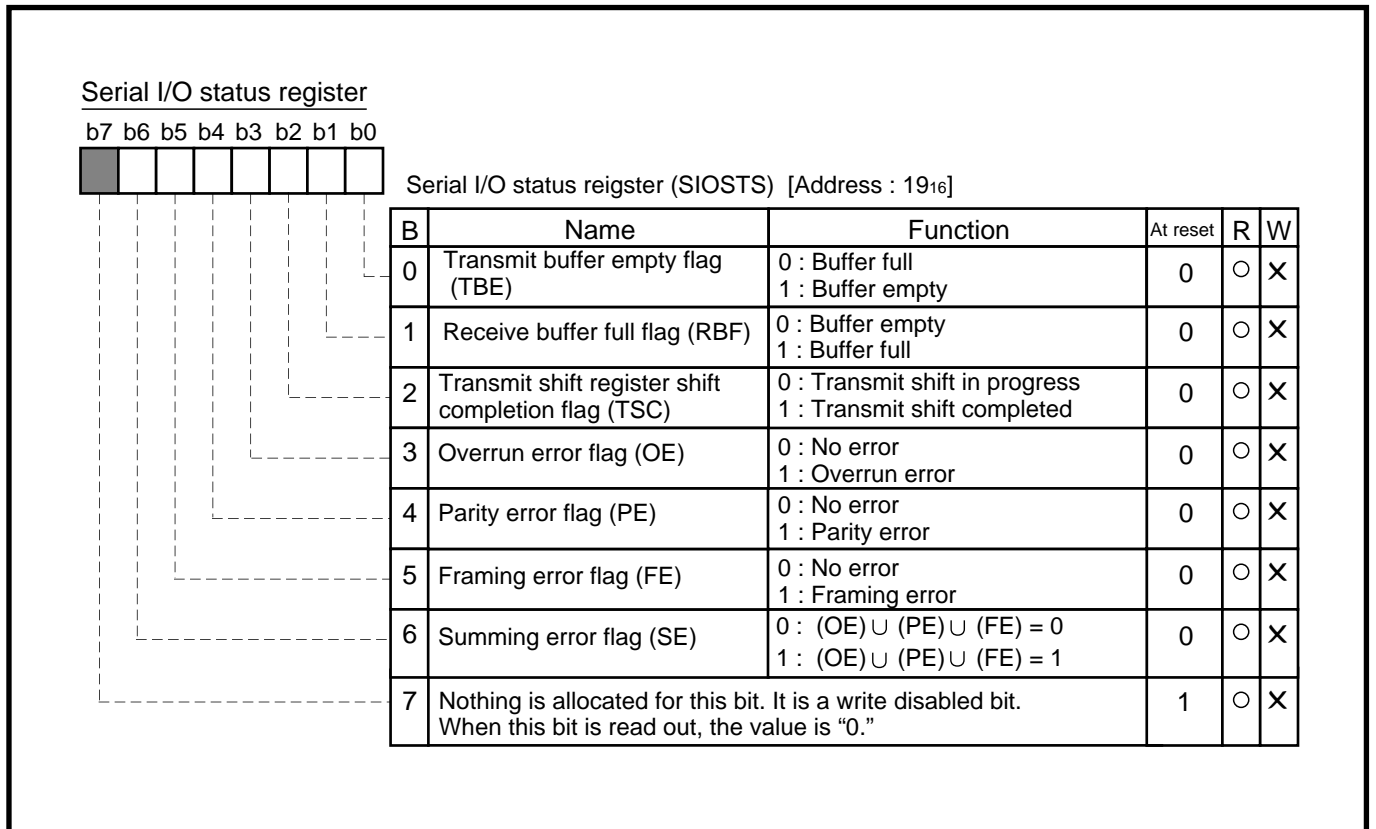 Serial I/O status register
b7 b6 b5 b4 b3 b2 b1 b0
Serial I/O status reigster (SIOSTS) [Address : 19₁₆]
B Name Function At reset R W
0 Transmit buffer empty flag (TBE) 0 : Buffer full 0 ○ ×
1 : Buffer empty
1 Receive buffer full flag (RBF) 0 : Buffer empty 0 ○ ×
1 : Buffer full
2 Transmit shift register shift completion flag (TSC) 0 : Transmit shift in progress 0 ○ ×
1 : Transmit shift completed
3 Overrun error flag (OE) 0 : No error 0 ○ ×
1 : Overrun error
4 Parity error flag (PE) 0 : No error 0 ○ ×
1 : Parity error
5 Framing error flag (FE) 0 : No error 0 ○ ×
1 : Framing error
6 Summing error flag (SE) 0 : (OE) ∪ (PE) ∪ (FE) = 0 0 ○ ×
1 : (OE) ∪ (PE) ∪ (FE) = 1
7 Nothing is allocated for this bit. It is a write disabled bit. 1 ○ ×
When this bit is read out, the value is “0.”